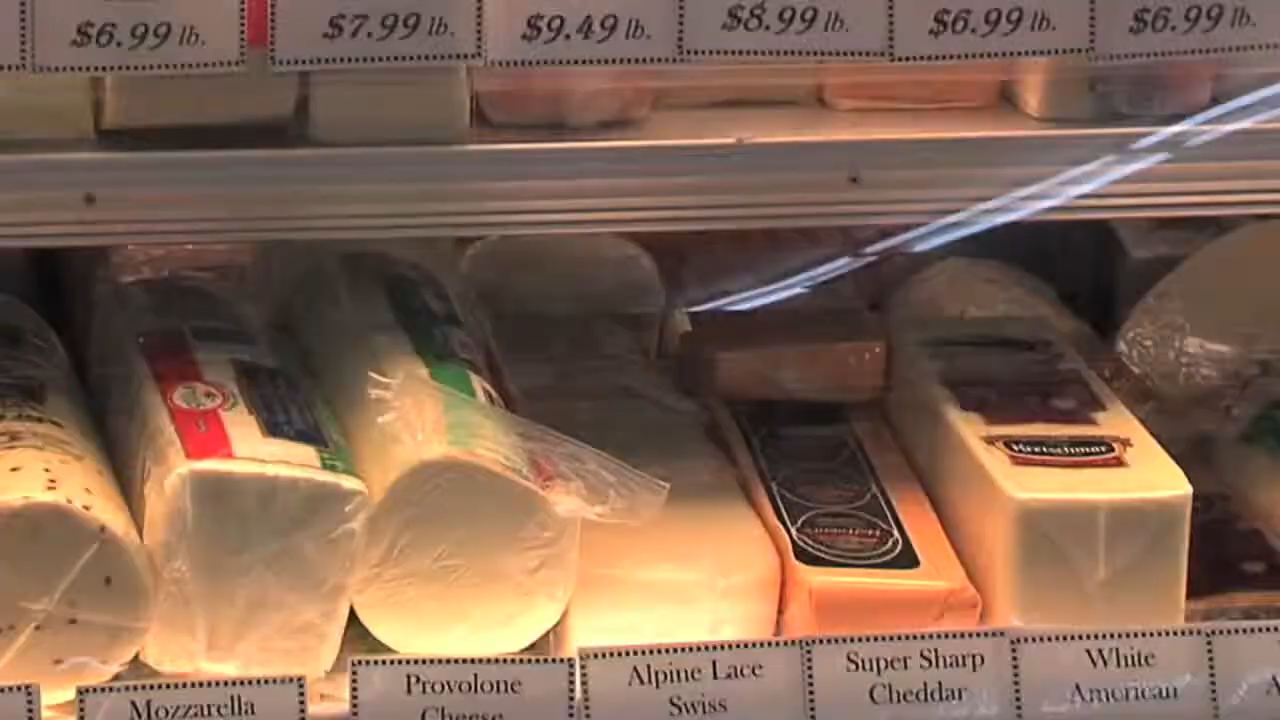 $6.99 lb.
$7.99 lb.
$9.49 lb.
$8.99 lb.
$6.99 lb.
$6.99 lb.
Kretschmar
Mozzarella
Provolone
Cheese
Alpine Lace
Swiss
Super Sharp
Cheddar
White
American